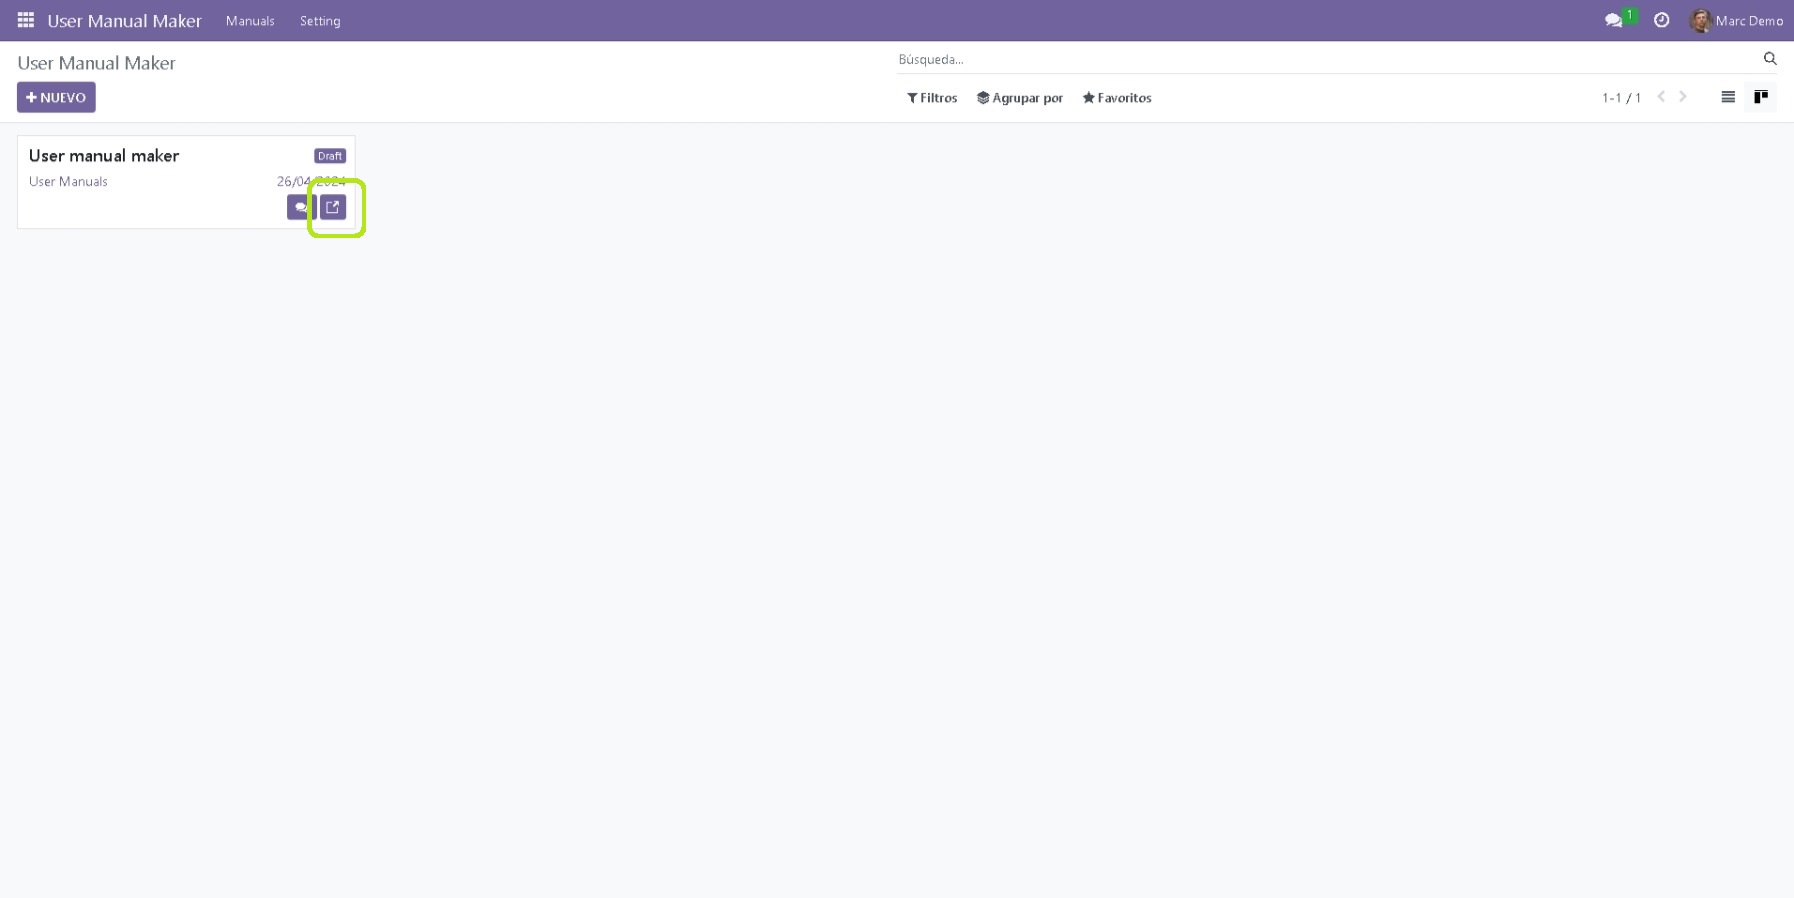 User Manual Maker Manuals Setting 1 Marc Demo
User Manual Maker
Búsqueda...
NUEVO
Filtros Agrupar por Favoritos 1-1 / 1
User manual maker Draft
User Manuals 26/04/2024